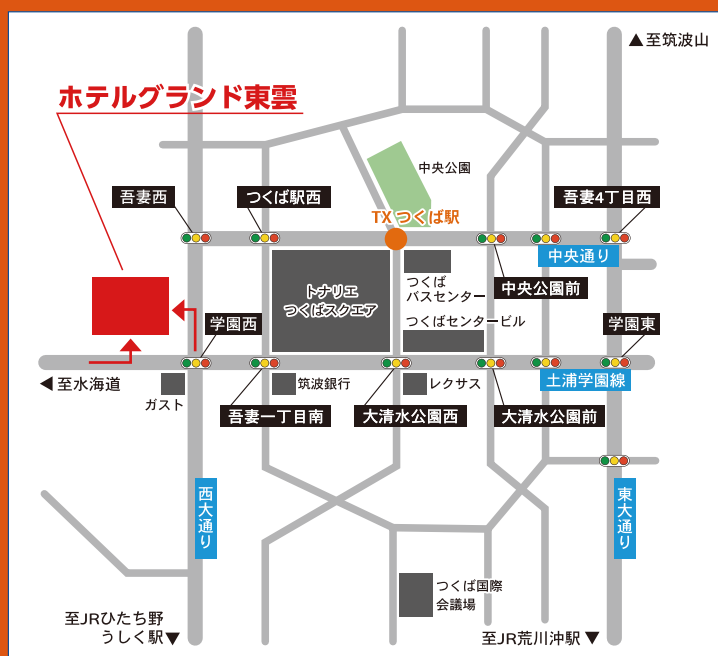 ▲至筑波山
ホテルグランド東雲
中央公園
吾妻西
つくば駅西
吾妻4丁目西
TX つくば駅
中央通り
つくば
バスセンター
中央公園前
トナリエ
つくばスクエア
つくばセンタービル
学園西
学園東
◀至水海道
ガスト
筑波銀行
レクサス
土浦学園線
吾妻一丁目南
大清水公園西
大清水公園前
西大通り
東大通り
つくば国際
会議場
至JRひたち野
うしく駅▼
至JR荒川沖駅▼